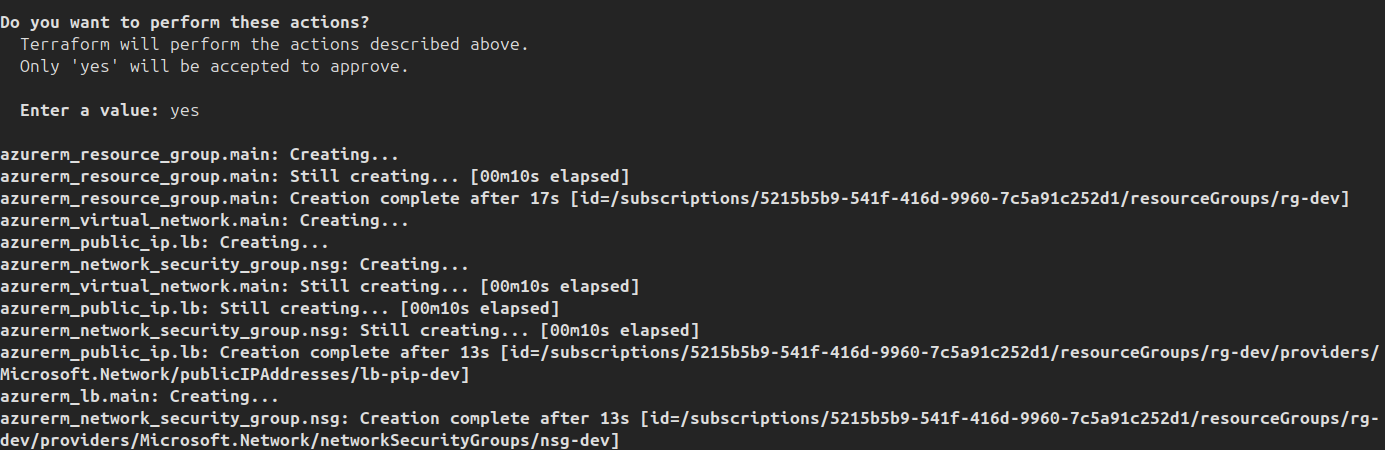 Do you want to perform these actions?
Terraform will perform the actions described above.
Only 'yes' will be accepted to approve.
Enter a value: yes
azurerm_resource_group.main: Creating...
azurerm_resource_group.main: Still creating... [00m10s elapsed]
azurerm_resource_group.main: Creation complete after 17s [id=/subscriptions/5215b5b9-541f-416d-9960-7c5a91c252d1/resourceGroups/rg-dev]
azurerm_virtual_network.main: Creating...
azurerm_public_ip.lb: Creating...
azurerm_network_security_group.nsg: Creating...
azurerm_virtual_network.main: Still creating... [00m10s elapsed]
azurerm_public_ip.lb: Still creating... [00m10s elapsed]
azurerm_network_security_group.nsg: Still creating... [00m10s elapsed]
azurerm_public_ip.lb: Creation complete after 13s [id=/subscriptions/5215b5b9-541f-416d-9960-7c5a91c252d1/resourceGroups/rg-dev/providers/
Microsoft.Network/publicIPAddresses/lb-pip-dev]
azurerm_lb.main: Creating...
azurerm_network_security_group.nsg: Creation complete after 13s [id=/subscriptions/5215b5b9-541f-416d-9960-7c5a91c252d1/resourceGroups/rg-
dev/providers/Microsoft.Network/networkSecurityGroups/nsg-dev]